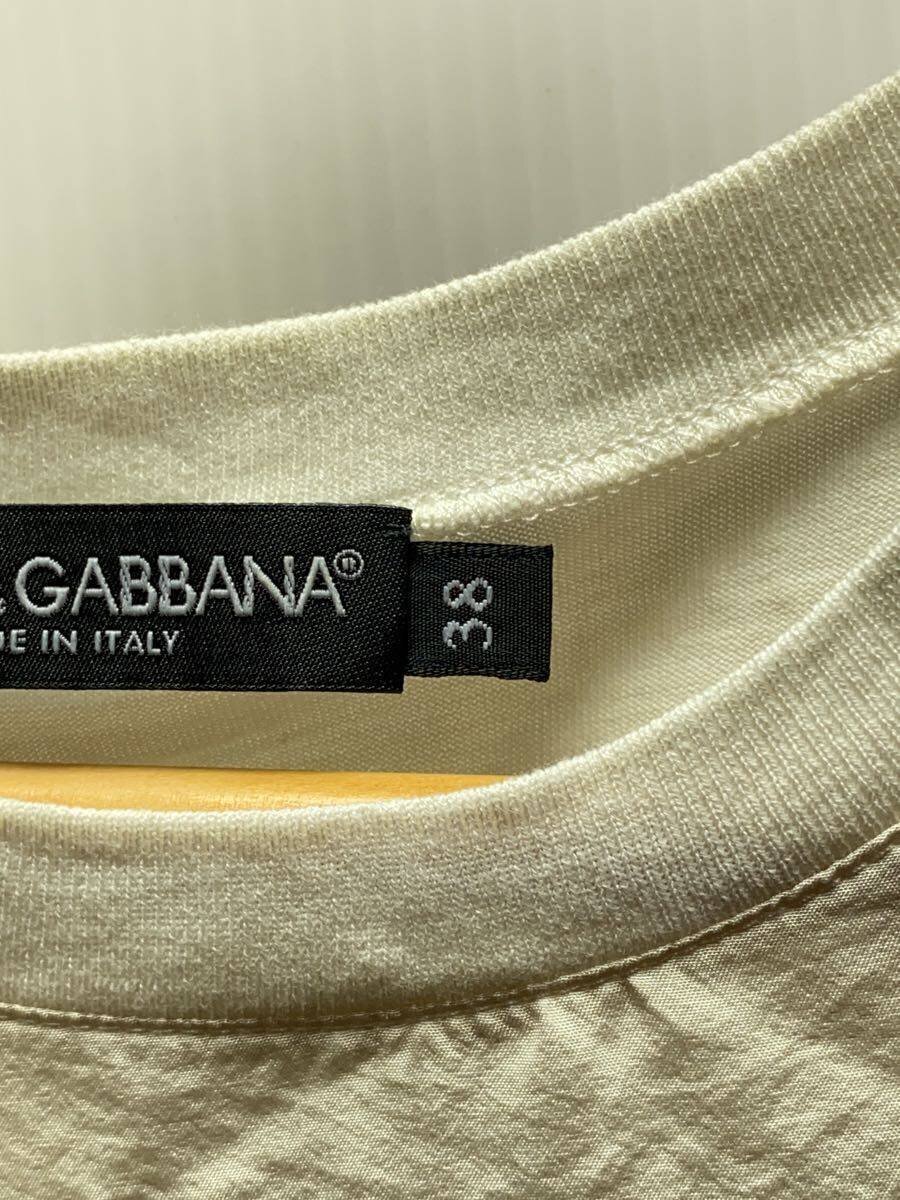 & GABBANA®
DE IN ITALY
38